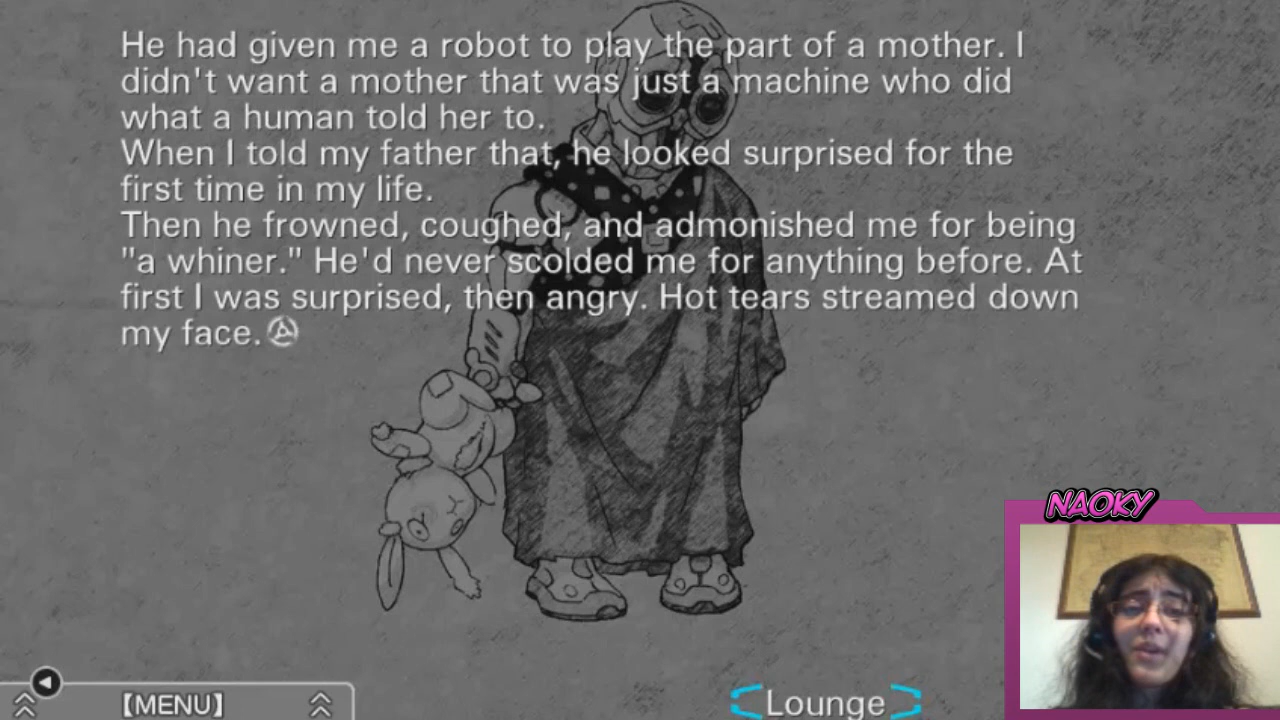 He had given me a robot to play the part of a mother. I
didn't want a mother that was just a machine who did
what a human told her to.
When I told my father that, he looked surprised for the
first time in my life.
Then he frowned, coughed, and admonished me for being
"a whiner." He'd never scolded me for anything before. At
first I was surprised, then angry. Hot tears streamed down
my face.
NAOKY
【MENU】
Lounge